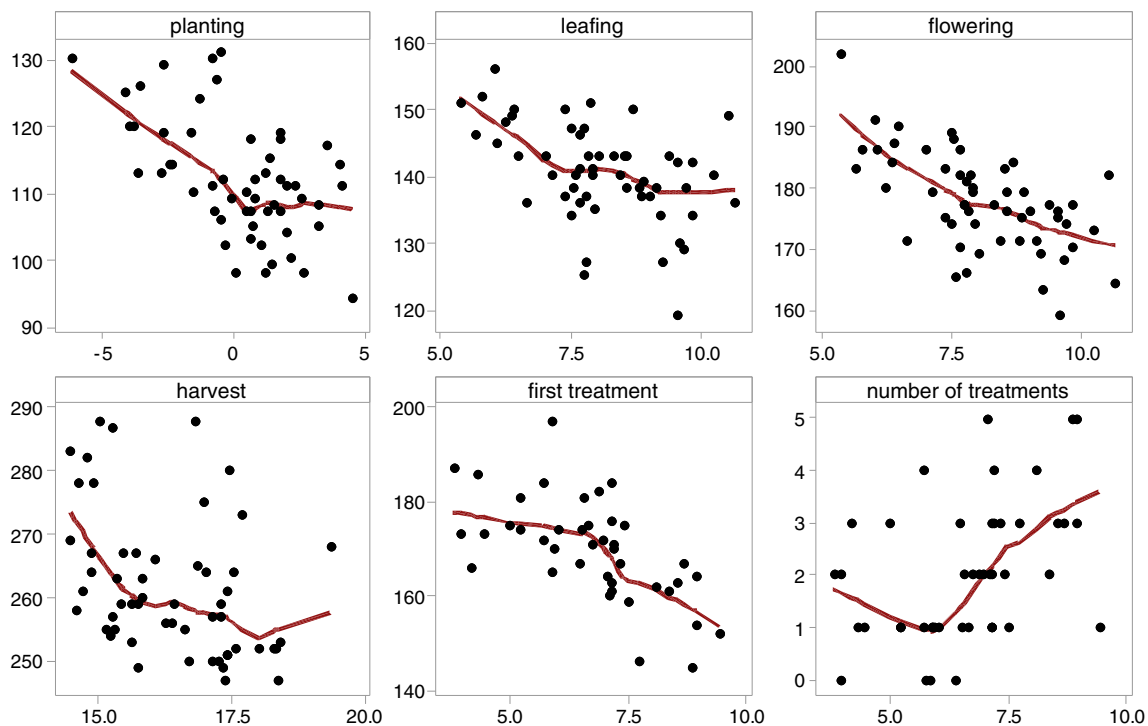 planting leafing flowering
130 160 200
120 150 190
110 140 180
100 130 170
90 120 160
-5 0 5 5.0 7.5 10.0 5.0 7.5 10.0
harvest first treatment number of treatments
290 200 5
280 4
270 180 3
260 160 2
250 1
140 0
15.0 17.5 20.0 5.0 7.5 10.0 5.0 7.5 10.0